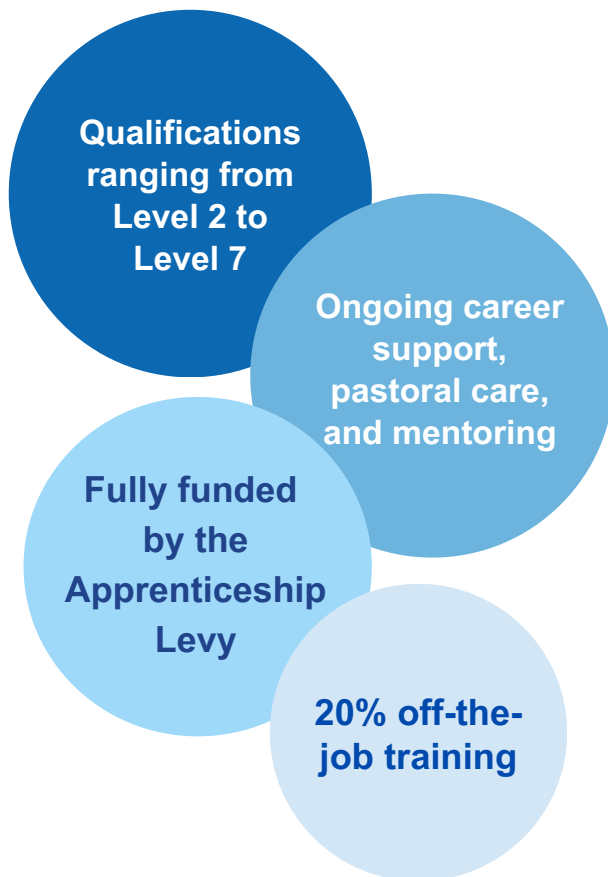 Qualifications
ranging from
Level 2 to
Level 7
Ongoing career
support,
pastoral care,
and mentoring
Fully funded
by the
Apprenticeship
Levy
20% off-the-
job training